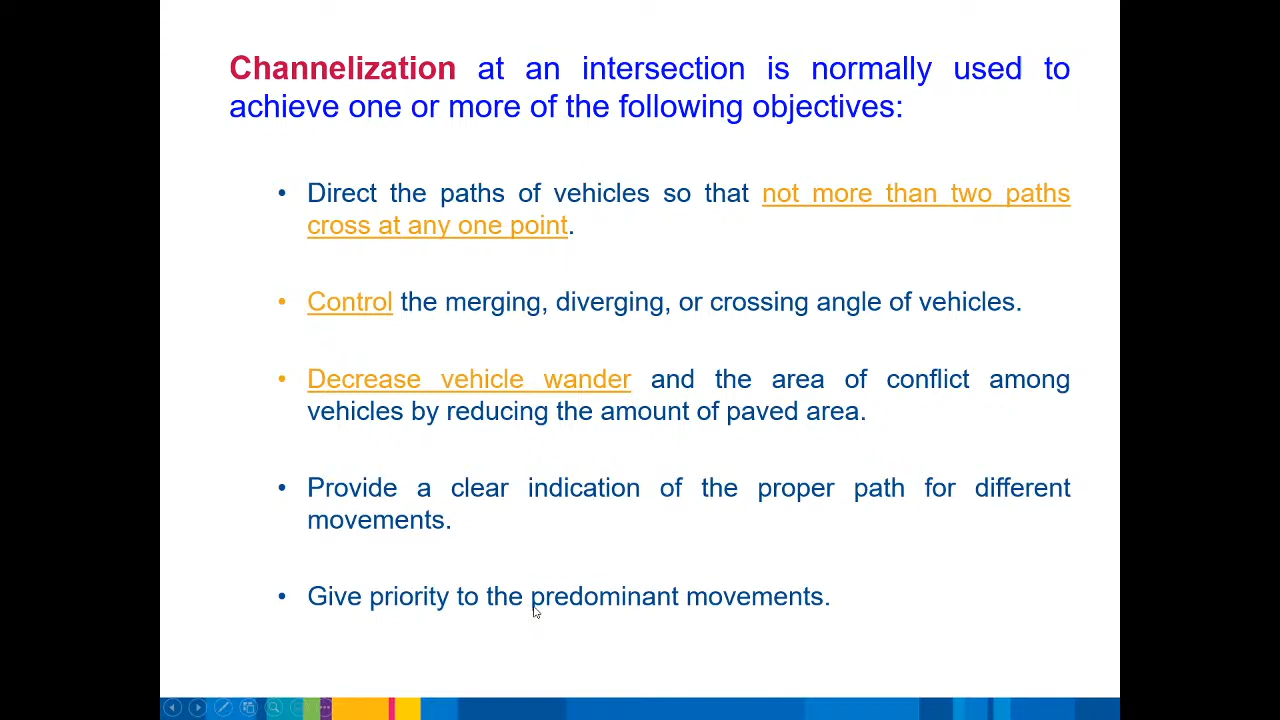 Channelization at an intersection is normally used to
achieve one or more of the following objectives:
• Direct the paths of vehicles so that not more than two paths
cross at any one point.
• Control the merging, diverging, or crossing angle of vehicles.
• Decrease vehicle wander and the area of conflict among
vehicles by reducing the amount of paved area.
• Provide a clear indication of the proper path for different
movements.
• Give priority to the predominant movements.